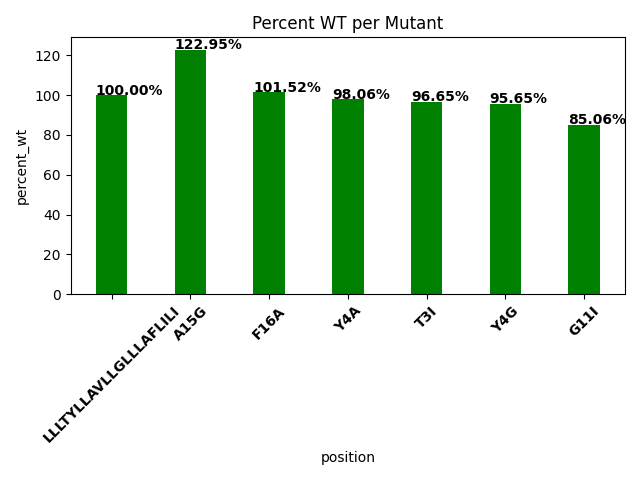 Percent WT per Mutant
percent_wt
120
100
80
60
40
20
0
100.00%
122.95%
101.52%
98.06%
96.65%
95.65%
85.06%
LLLTYLLAVLLGLLLAFLILI
A15G
F16A
Y4A
T3I
Y4G
G11I
position